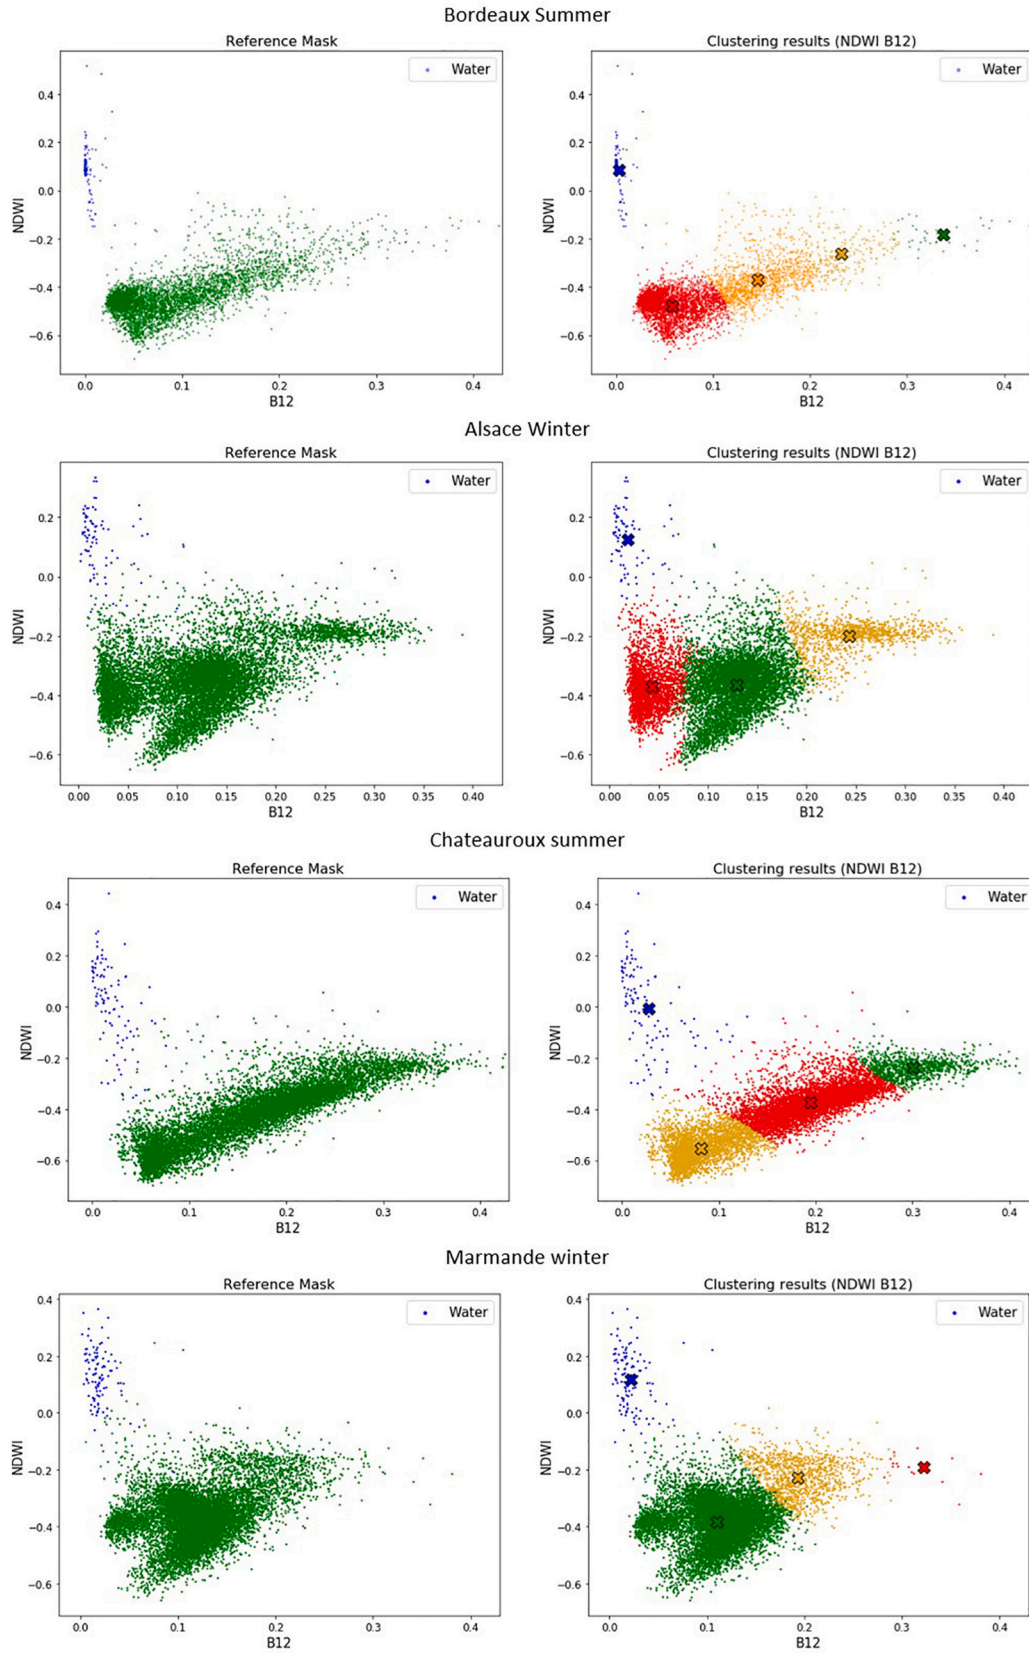 Bordeaux Summer
Reference Mask
Clustering results (NDWI B12)
Water
Water
NDWI
0.4
0.2
0.0
−0.2
−0.4
−0.6
0.0 0.1 0.2 0.3 0.4
B12
NDWI
0.4
0.2
0.0
−0.2
−0.4
−0.6
0.0 0.1 0.2 0.3 0.4
B12
Alsace Winter
Reference Mask
Clustering results (NDWI B12)
Water
Water
NDWI
0.2
0.0
−0.2
−0.4
−0.6
0.00 0.05 0.10 0.15 0.20 0.25 0.30 0.35 0.40
B12
NDWI
0.2
0.0
−0.2
−0.4
−0.6
0.00 0.05 0.10 0.15 0.20 0.25 0.30 0.35 0.40
B12
Chateauroux summer
Reference Mask
Clustering results (NDWI B12)
Water
Water
NDWI
0.4
0.2
0.0
−0.2
−0.4
−0.6
0.0 0.1 0.2 0.3 0.4
B12
NDWI
0.4
0.2
0.0
−0.2
−0.4
−0.6
0.0 0.1 0.2 0.3 0.4
B12
Marmande winter
Reference Mask
Clustering results (NDWI B12)
Water
Water
NDWI
0.4
0.2
0.0
−0.2
−0.4
−0.6
0.0 0.1 0.2 0.3 0.4
B12
NDWI
0.4
0.2
0.0
−0.2
−0.4
−0.6
0.0 0.1 0.2 0.3 0.4
B12